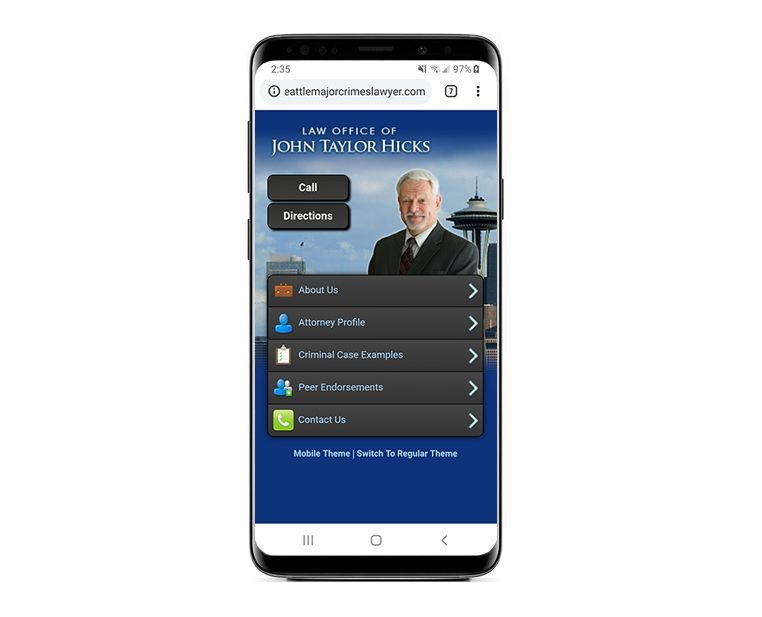 2:35 97%
eattlemajorcrimeslawyer.com 7
LAW OFFICE OF
JOHN TAYLOR HICKS
Call
Directions
About Us
Attorney Profile
Criminal Case Examples
Peer Endorsements
Contact Us
Mobile Theme | Switch To Regular Theme